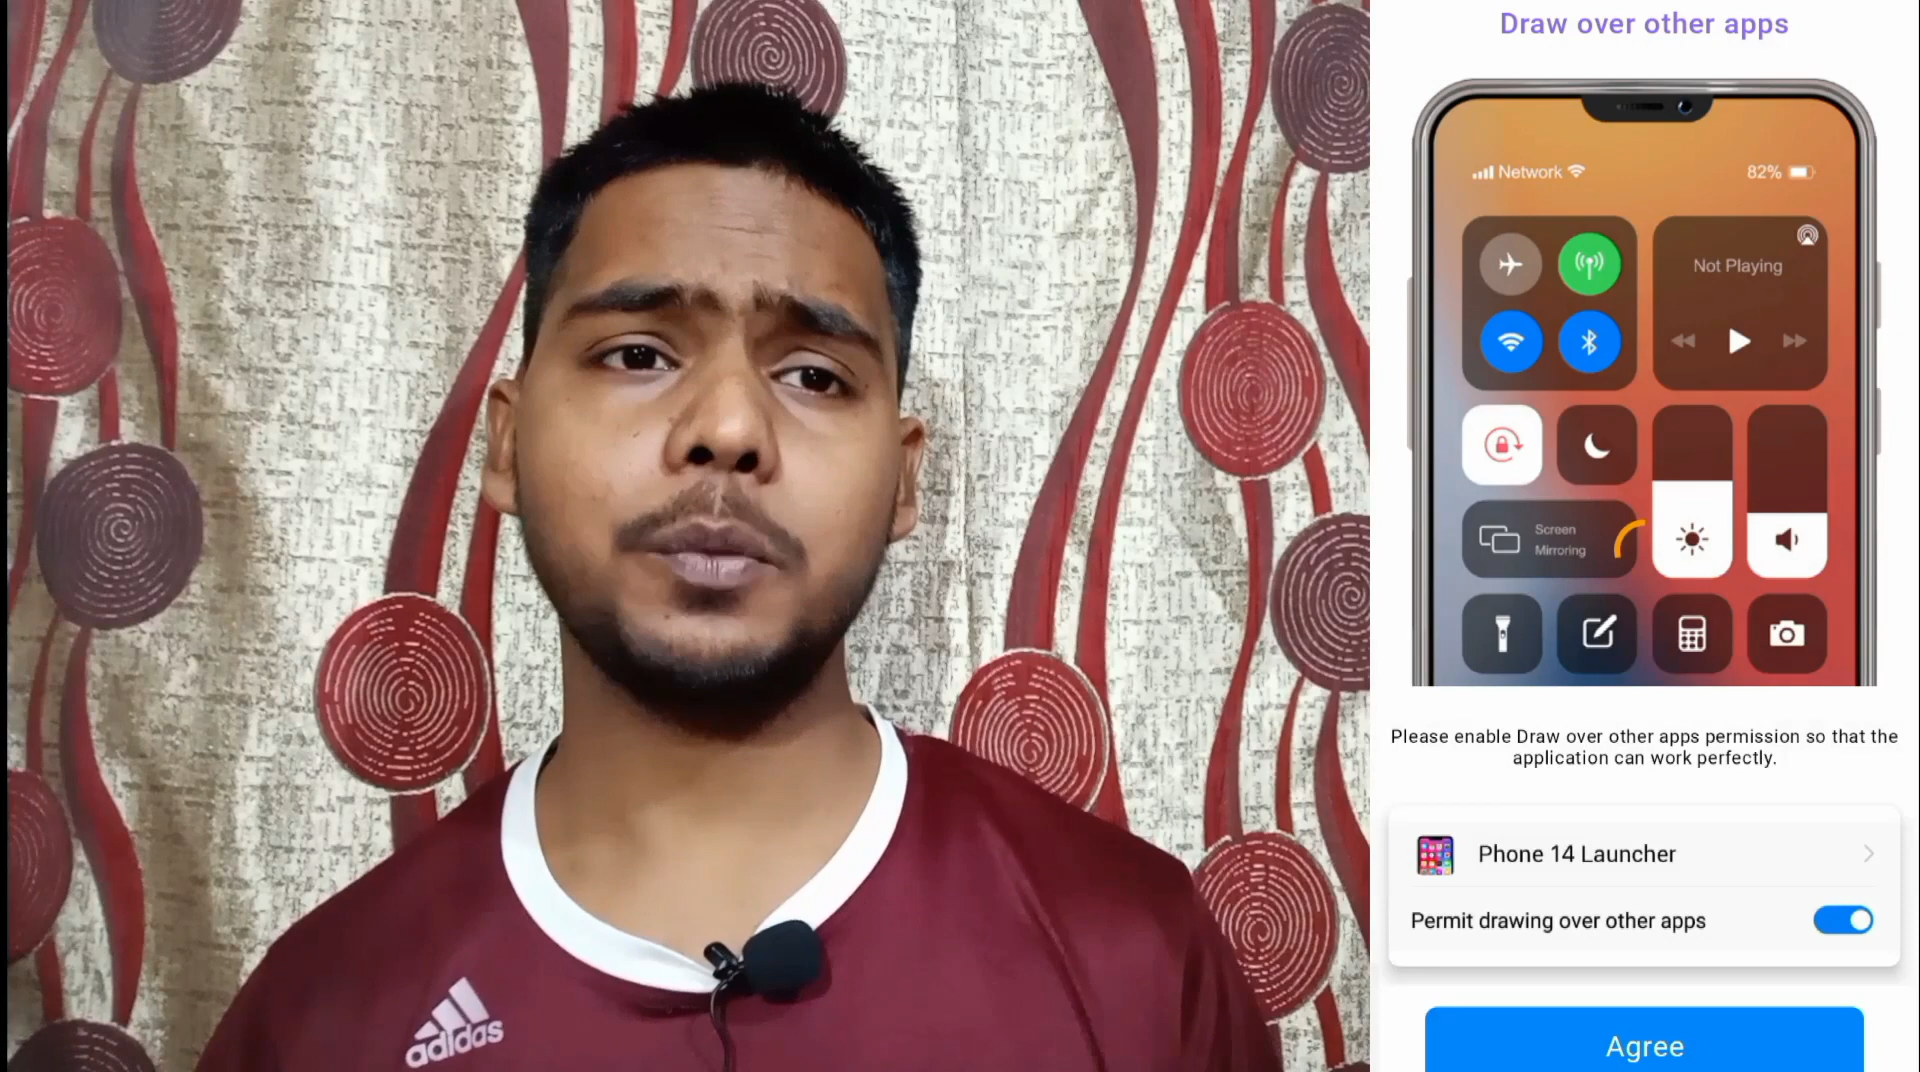 adidas
Draw over other apps
Network
82%
Not Playing
Screen
Mirroring
Please enable Draw over other apps permission so that the
application can work perfectly.
Phone 14 Launcher
Permit drawing over other apps
Agree